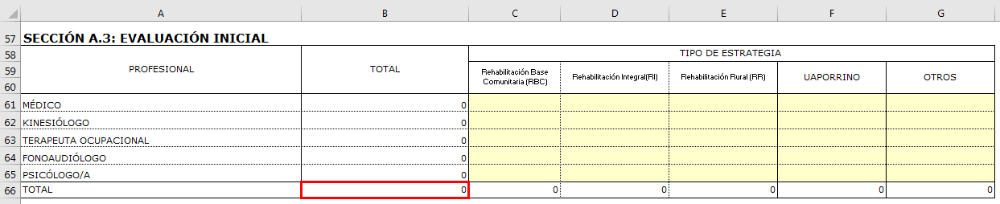 A B C D E F G
57 SECCIÓN A.3: EVALUACIÓN INICIAL
58 TIPO DE ESTRATEGIA
59 PROFESIONAL TOTAL Rehabilitación Base Comunitaria (RBC) Rehabilitación Integral(RI) Rehabilitación Rural (RR) UAPORRINO OTROS
60
61 MÉDICO 0
62 KINESIÓLOGO 0
63 TERAPEUTA OCUPACIONAL 0
64 FONOAUDIÓLOGO 0
65 PSICÓLOGO/A 0
66 TOTAL 0 0 0 0 0 0